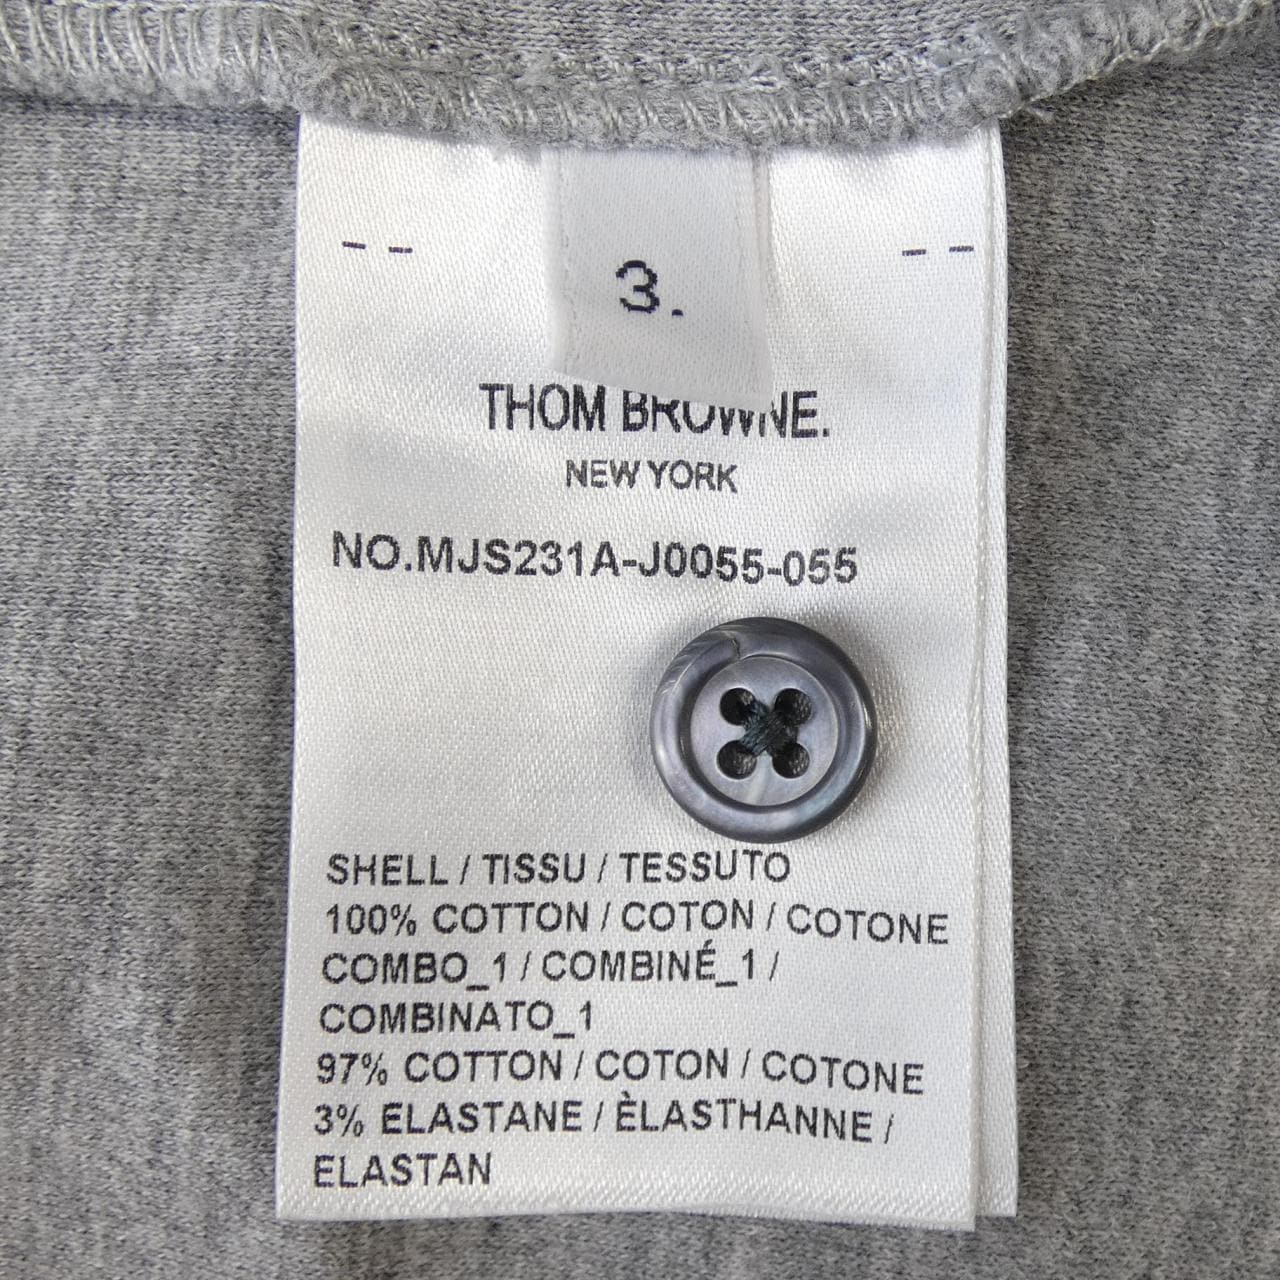 -- --
3.
THOM BROWNE.
NEW YORK
NO.MJS231A-J0055-055
SHELL / TISSU / TESSUTO
100% COTTON / COTON / COTONE
COMBO_1 / COMBINÉ_1 /
COMBINATO_1
97% COTTON / COTON / COTONE
3% ELASTANE / ÈLASTHANNE /
ELASTAN